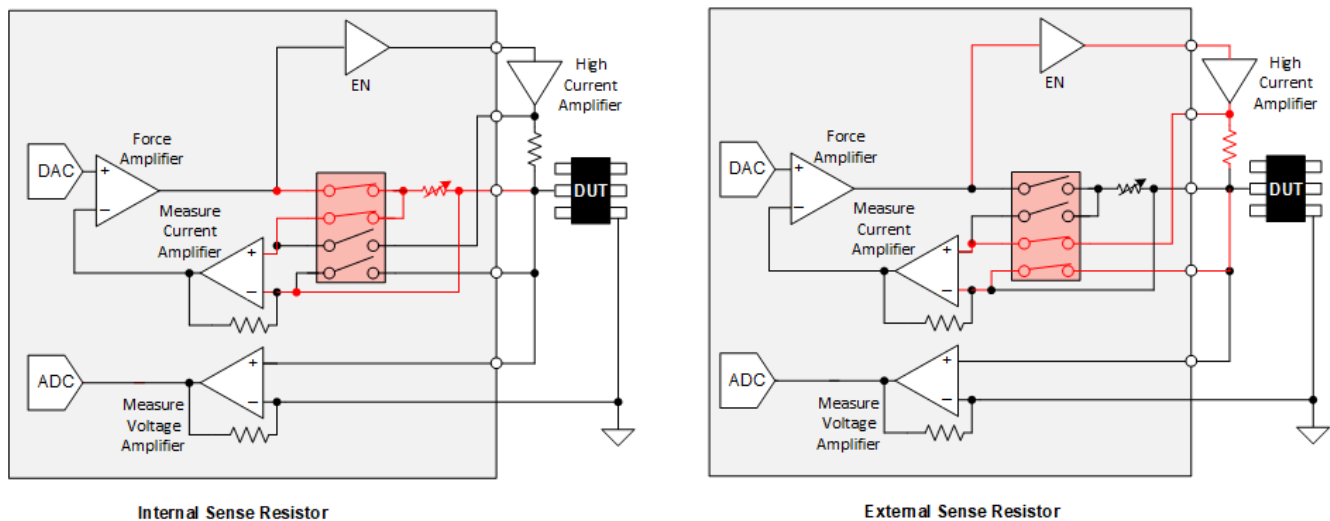 EN
High
Current
Amplifier
Force
Amplifier
DAC
+
−
DUT
Measure
Current
Amplifier
+
−
ADC
+
−
Measure
Voltage
Amplifier
Internal Sense Resistor
EN
High
Current
Amplifier
Force
Amplifier
DAC
+
−
DUT
Measure
Current
Amplifier
+
−
ADC
+
−
Measure
Voltage
Amplifier
External Sense Resistor